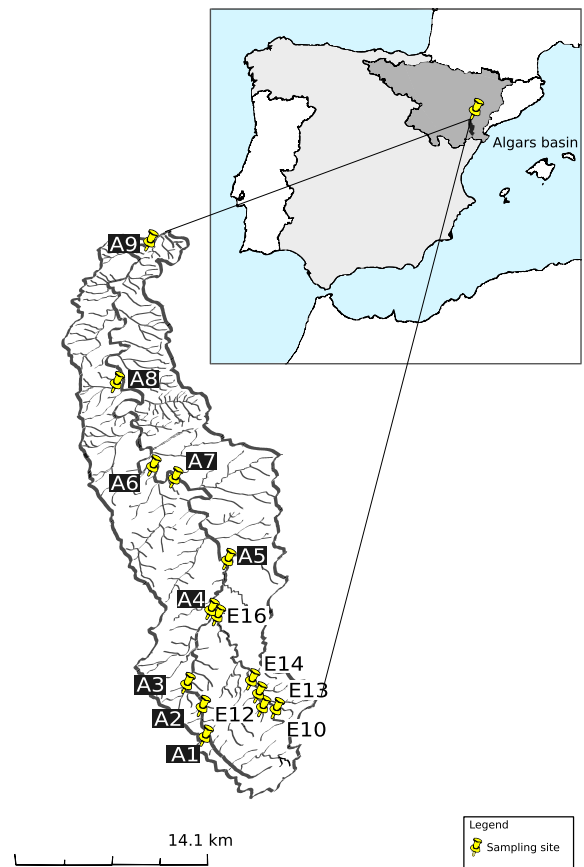 Algars basin
A9
A8
A7
A6
A5
A4
E16
E14
A3
E13
A2
E12
E10
A1
14.1 km
Legend
Sampling site